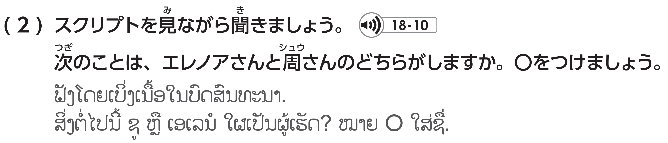 (2) スクリプトを見ながら聞きましょう。 18-10
次のことは、エレノアさんと周さんのどちらがしますか。〇をつけましょう。
ຟັງໂດຍເບິ່ງເນື້ອໃນບົດສົນທະນາ.
ສິ່ງຕໍ່ໄປນີ້ ຊູ ຫຼື ເອເລນໍ ໃຜເປັນຜູ້ເຮັດ? ໝາຍ 〇 ໃສ່ຊື່.